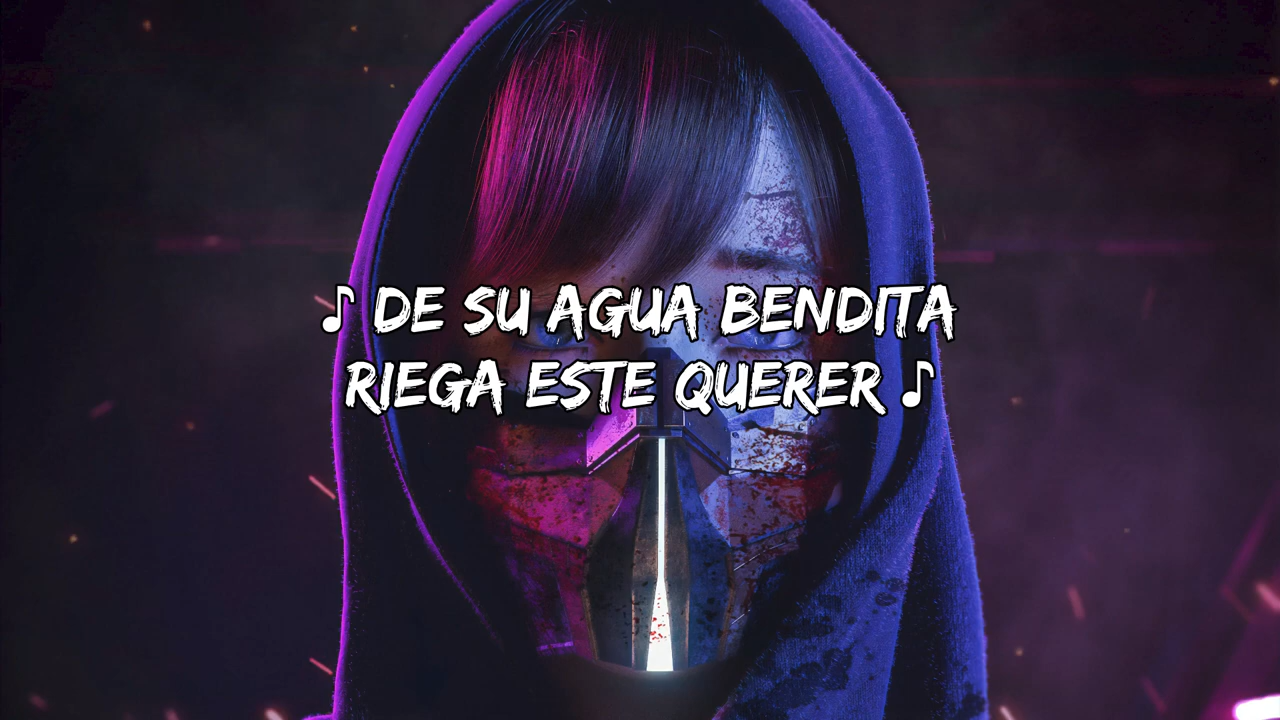 ♪ DE SU AGUA BENDITA
RIEGA ESTE QUERER ♪